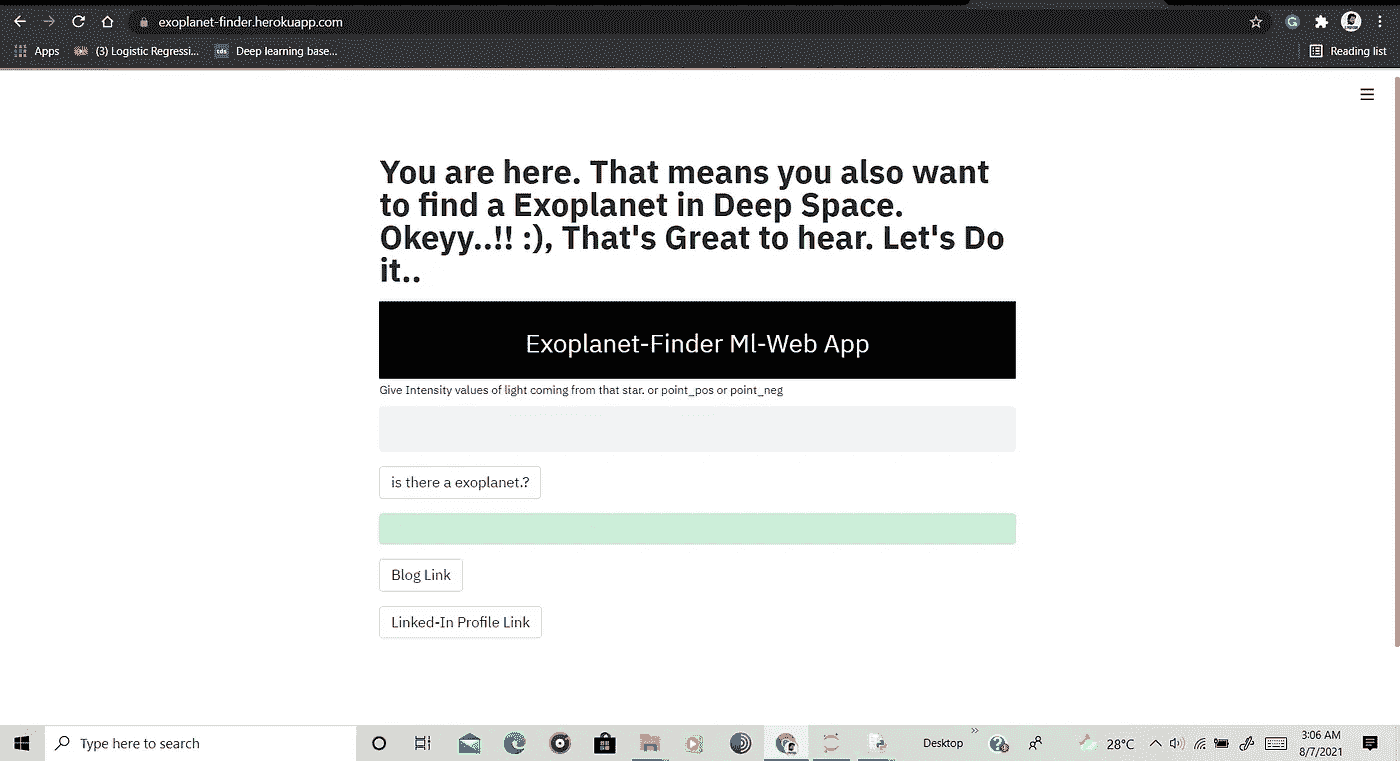 exoplanet-finder.herokuapp.com
Apps
(3) Logistic Regressi...
tds
Deep learning base...
Reading list
You are here. That means you also want
to find a Exoplanet in Deep Space.
Okeyy..!! :), That's Great to hear. Let's Do
it..
Exoplanet-Finder Ml-Web App
Give Intensity values of light coming from that star. or point_pos or point_neg
is there a exoplanet.?
Blog Link
Linked-In Profile Link
Type here to search
Desktop
28°C
3:06 AM
8/7/2021